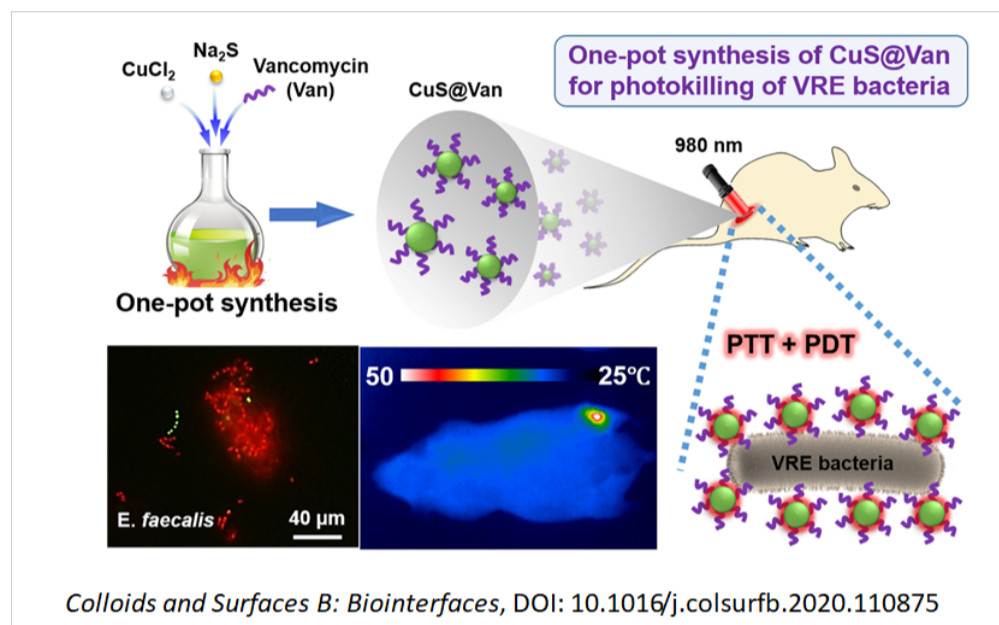 CuCl₂
Na₂S
Vancomycin
(Van)
One-pot synthesis
CuS@Van
One-pot synthesis of CuS@Van
for photokilling of VRE bacteria
980 nm
PTT + PDT
VRE bacteria
E. faecalis
40 μm
50
25℃
Colloids and Surfaces B: Biointerfaces, DOI: 10.1016/j.colsurfb.2020.110875